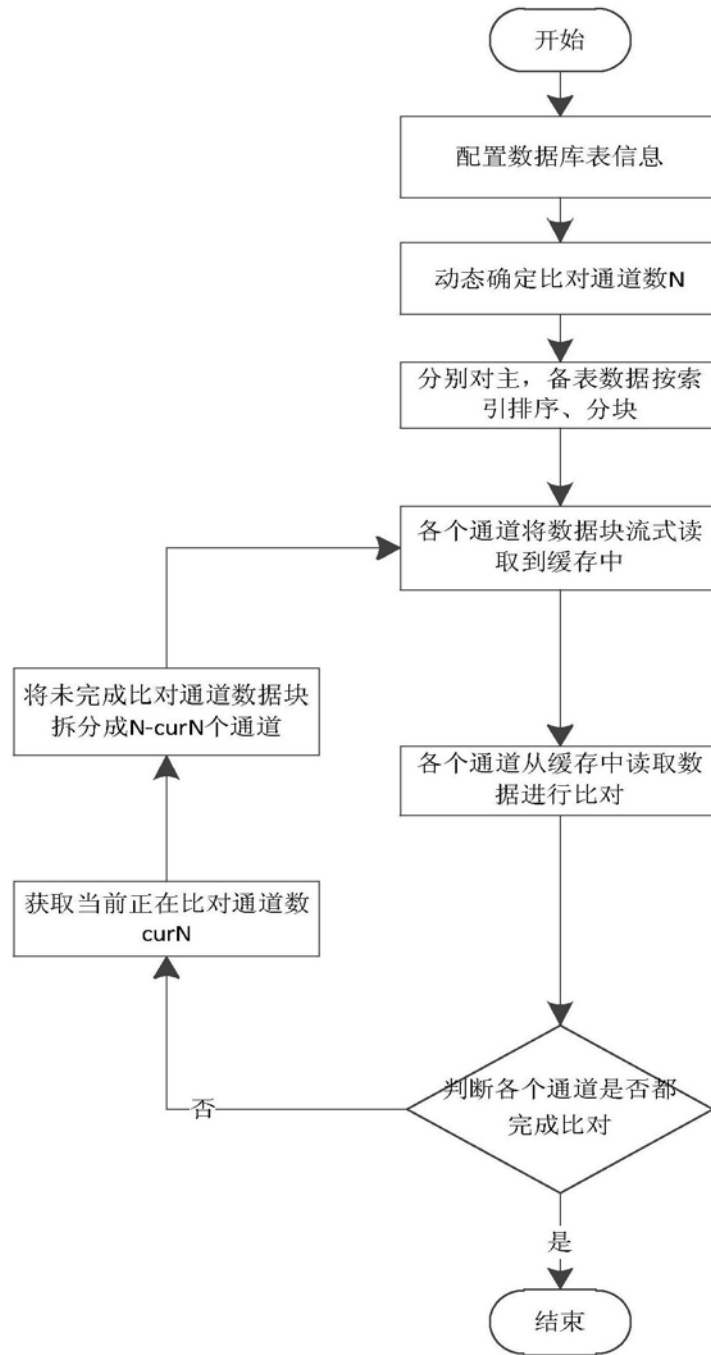 开始
配置数据库表信息
动态确定比对通道数N
分别对主，备表数据按索
引排序、分块
各个通道将数据块流式读
取到缓存中
将未完成比对通道数据块
拆分成N-curN个通道
各个通道从缓存中读取数
据进行比对
获取当前正在比对通道数
curN
判断各个通道是否都
完成比对
否
是
结束